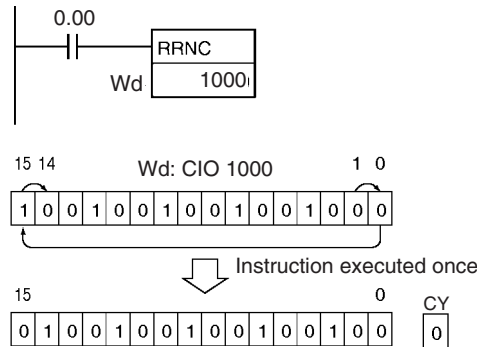 0.00
RRNC
Wd 1000
15 14 Wd: CIO 1000 1 0
1 0 0 1 0 0 1 0 0 1 0 0 1 0 0 0
Instruction executed once
15 0 CY
0 1 0 0 1 0 0 1 0 0 1 0 0 1 0 0 0